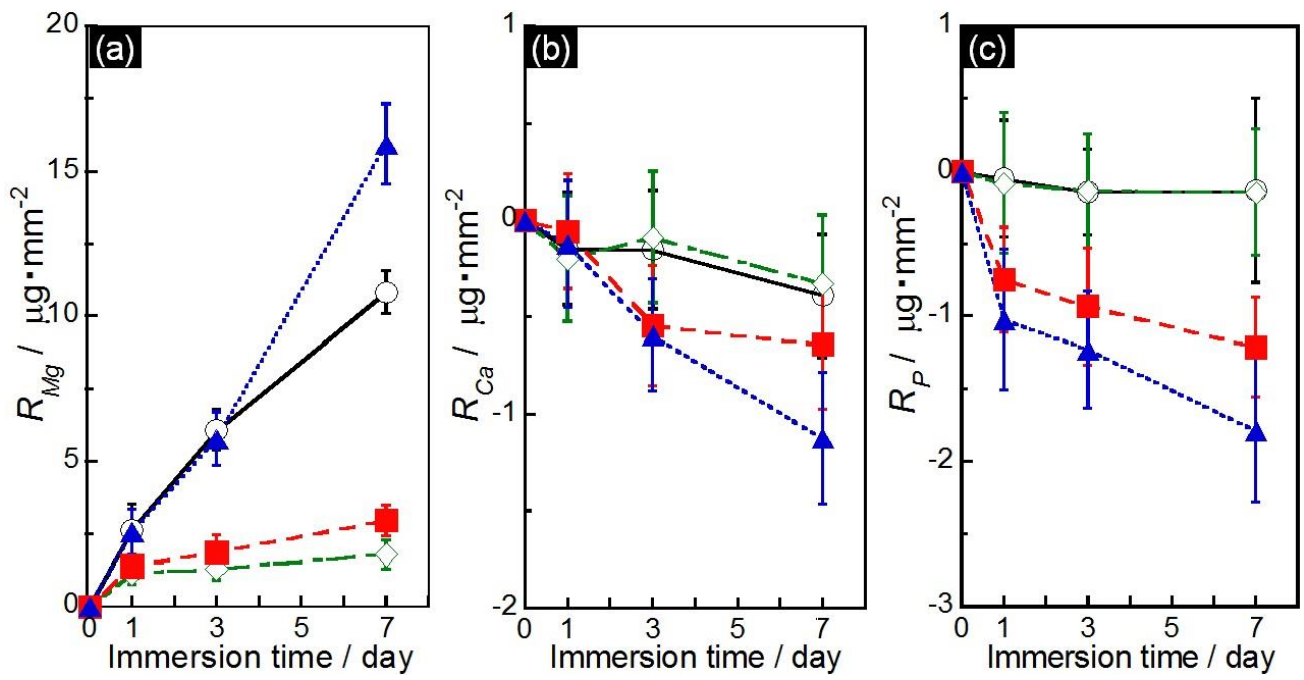 (a)
20
15
10
5
0
R_Mg / µg・mm⁻²
0 1 3 5 7
Immersion time / day
(b)
1
0
-1
-2
R_Ca / µg・mm⁻²
0 1 3 5 7
Immersion time / day
(c)
1
0
-1
-2
-3
R_P / µg・mm⁻²
0 1 3 5 7
Immersion time / day